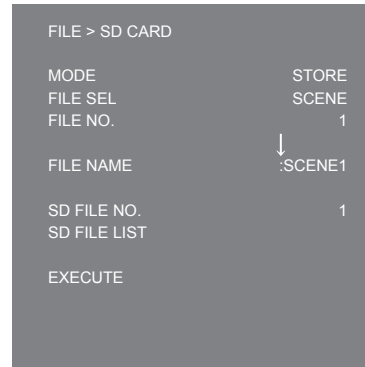 FILE > SD CARD
MODE STORE
FILE SEL SCENE
FILE NO. 1
↓
FILE NAME :SCENE1
SD FILE NO. 1
SD FILE LIST
EXECUTE